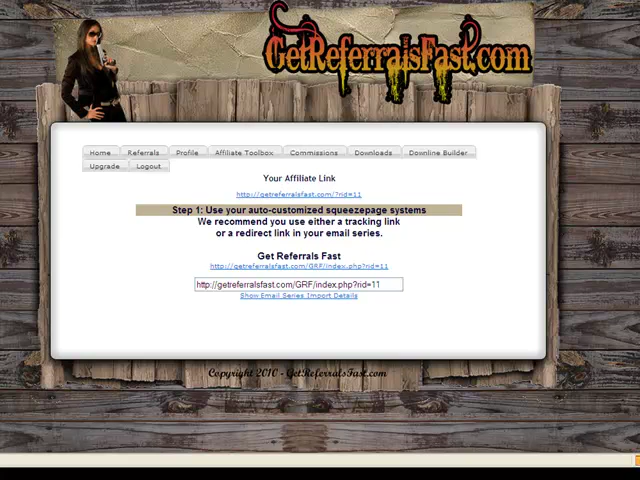 GetReferralsFast.com
Home Referrals Profile Affiliate Toolbox Commissions Downloads Downline Builder
Upgrade Logout
Your Affiliate Link
http://getreferralsfast.com/?rid=11
Step 1: Use your auto-customized squeezepage systems
We recommend you use either a tracking link
or a redirect link in your email series.
Get Referrals Fast
http://getreferralsfast.com/GRF/index.php?rid=11
http://getreferralsfast.com/GRF/index.php?rid=11
Show Email Series Import Details
Copyright 2010 - GetReferralsFast.com